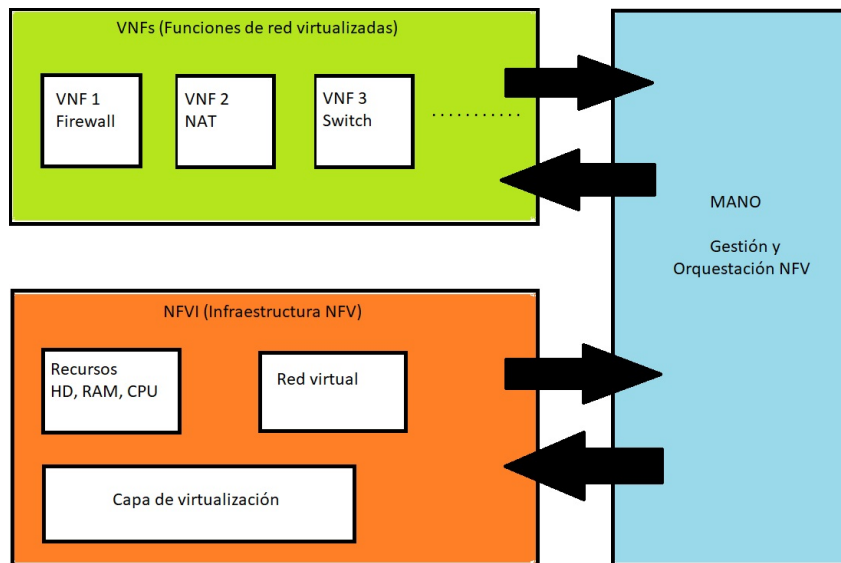 VNFs (Funciones de red virtualizadas)
VNF 1
Firewall
VNF 2
NAT
VNF 3
Switch
...........
MANO
Gestión y
Orquestación NFV
NFVI (Infraestructura NFV)
Recursos
HD, RAM, CPU
Red virtual
Capa de virtualización